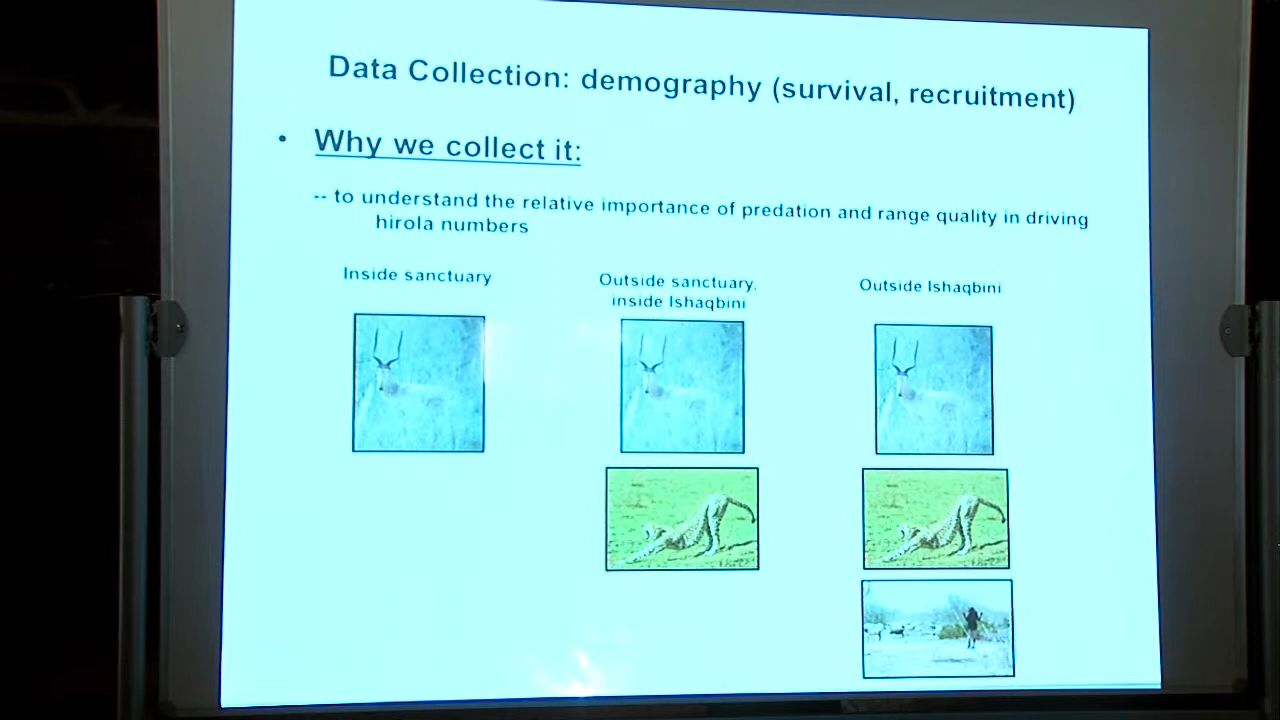 Data Collection: demography (survival, recruitment)
• Why we collect it:
-- to understand the relative importance of predation and range quality in driving
hirola numbers
Inside sanctuary
Outside sanctuary,
inside Ishaqbini
Outside Ishaqbini